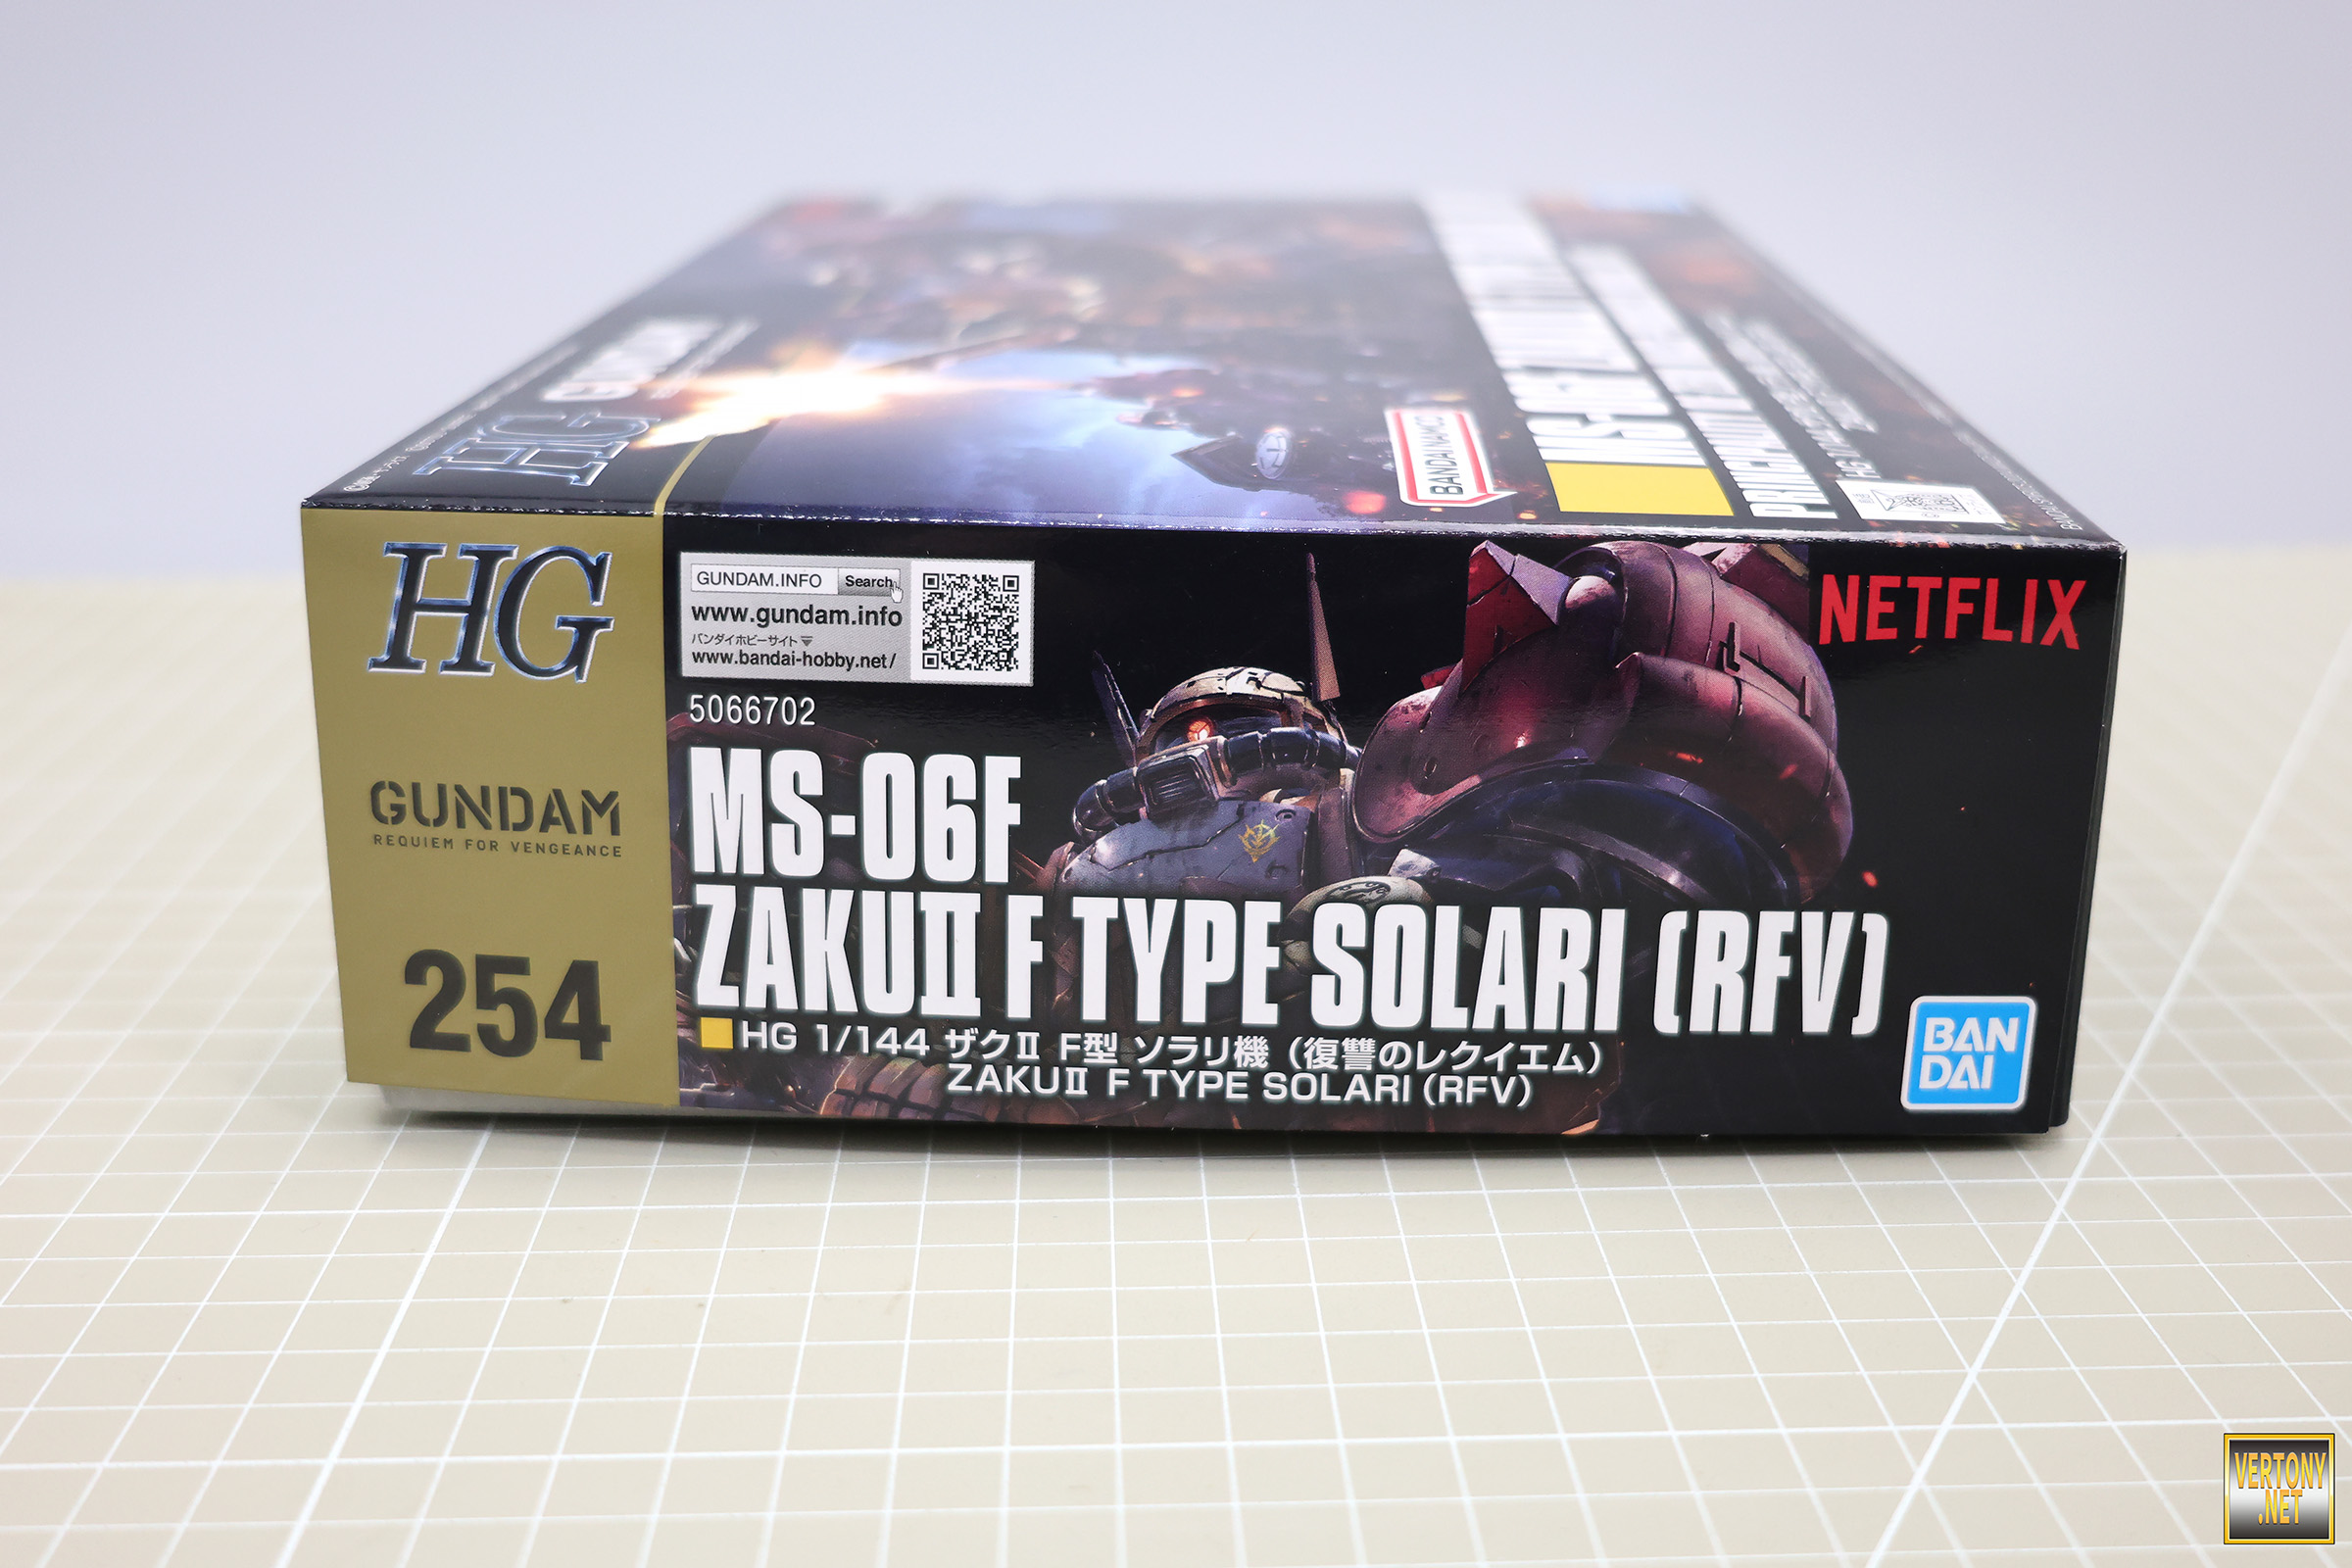 HG GUNDAM
BANDAI NAMCO
HG
GUNDAM
REQUIEM FOR VENGEANCE
254
GUNDAM.INFO Search
www.gundam.info
バンダイホビーサイト
www.bandai-hobby.net/
5066702
NETFLIX
MS-06F
ZAKUⅡ F TYPE SOLARI (RFV)
HG 1/144 ザクⅡ F型 ソラリ機（復讐のレクイエム）
ZAKUⅡ F TYPE SOLARI (RFV)
BAN
DAI
VERTONY
.NET